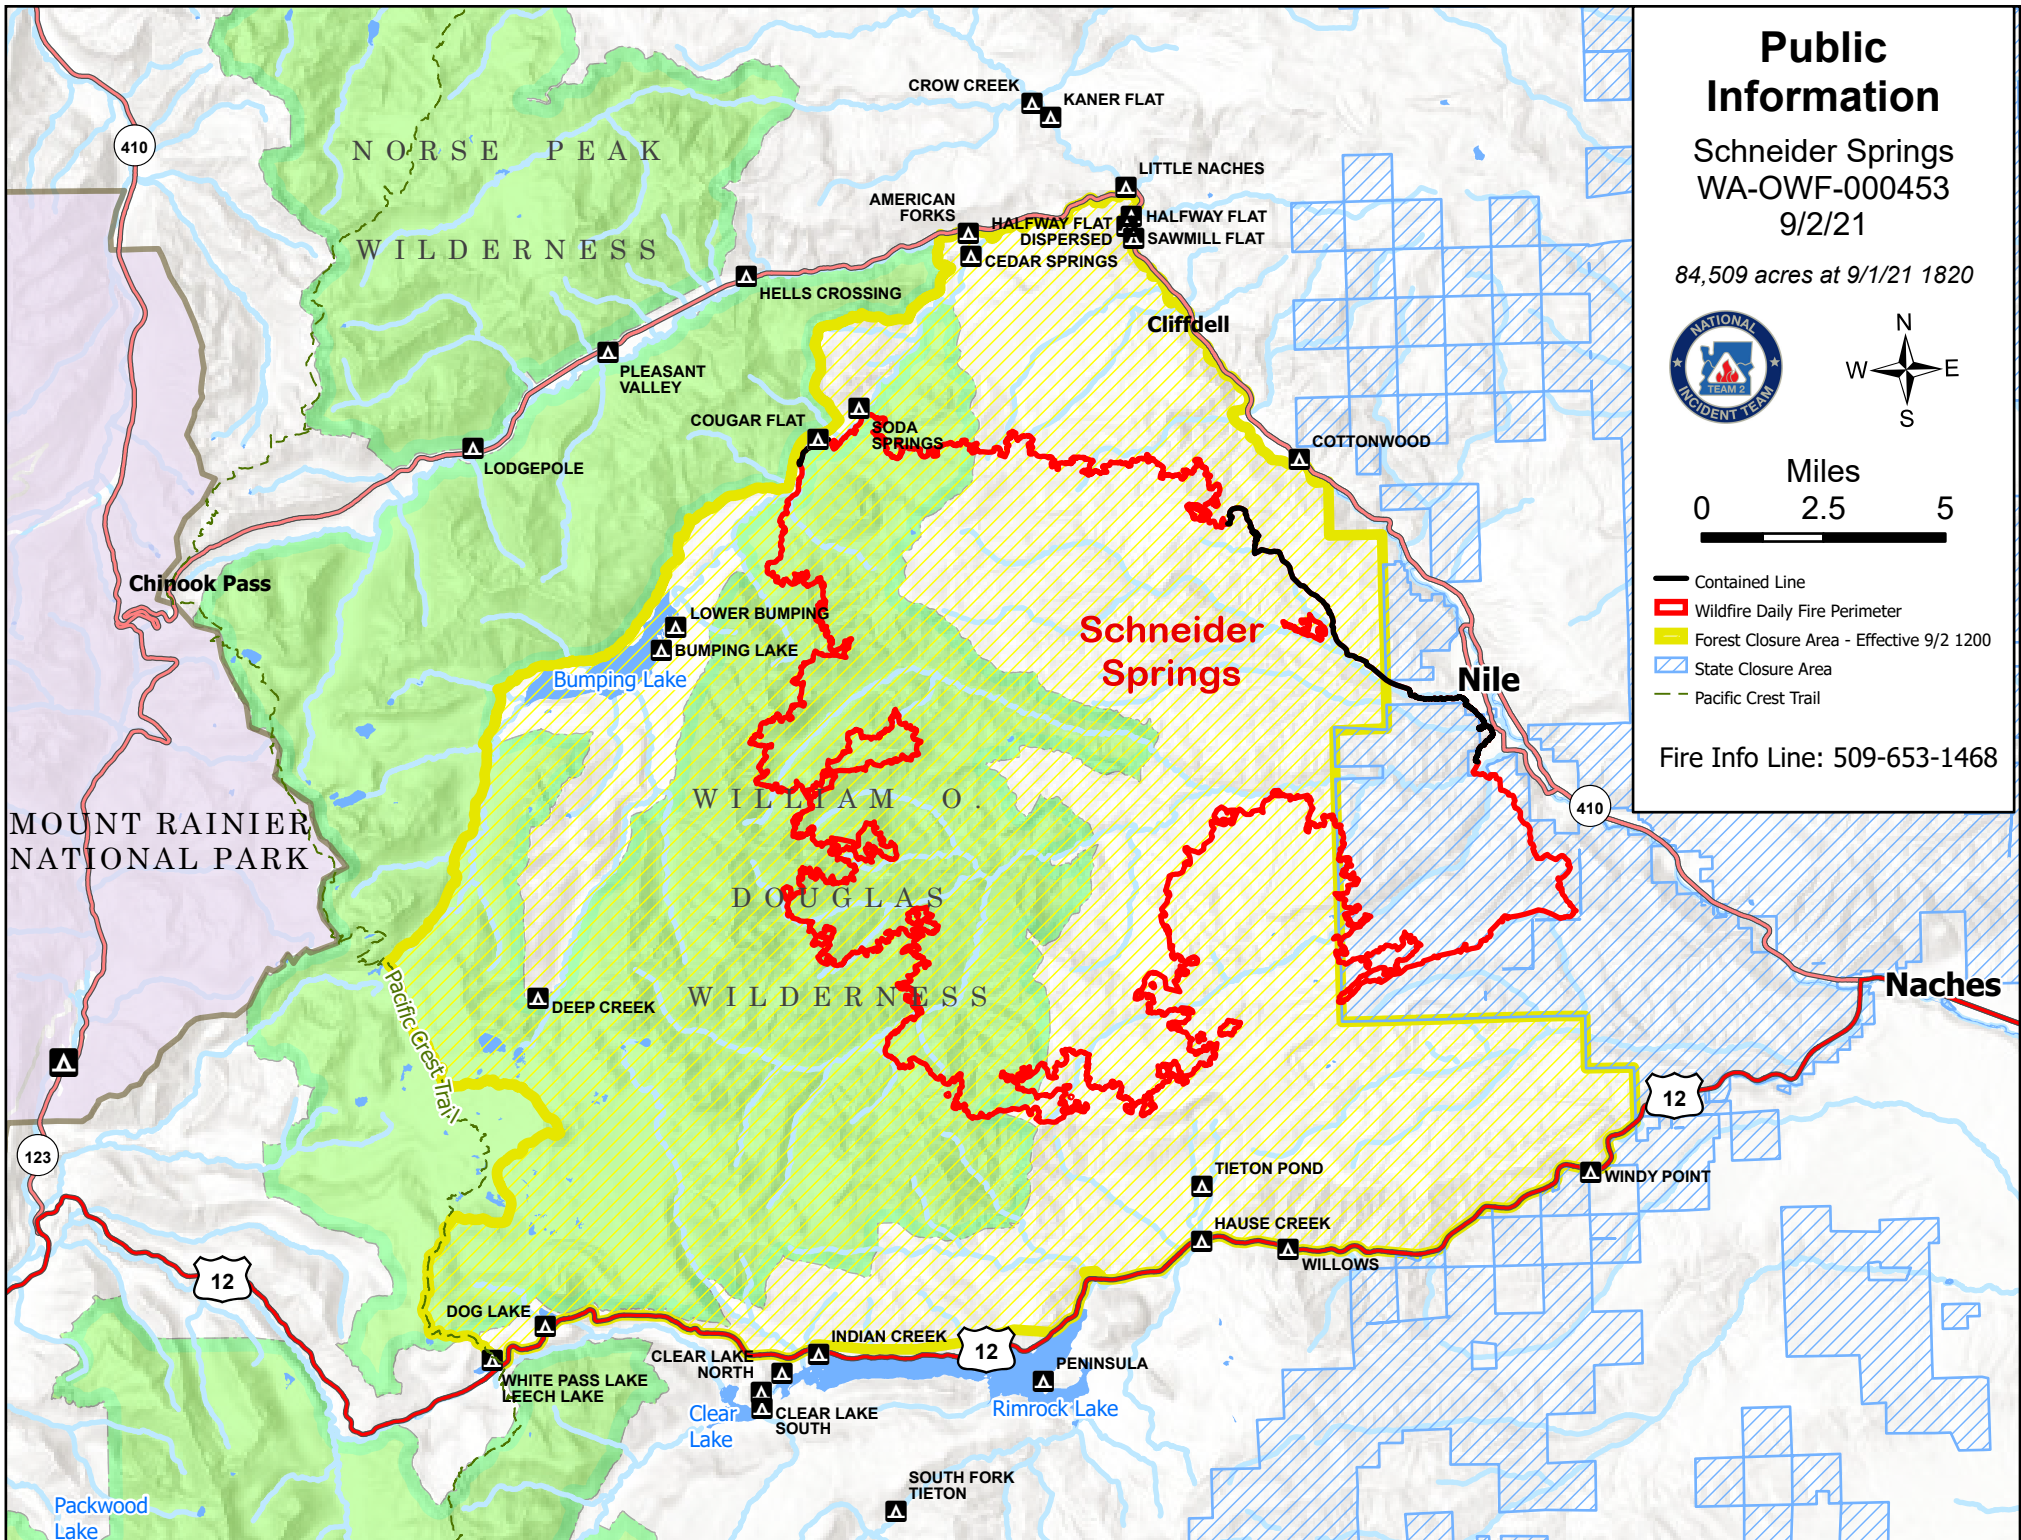 Public
Information
Schneider Springs
WA-OWF-000453
9/2/21
84,509 acres at 9/1/21 1820
NATIONAL
TEAM 2
INCIDENT TEAM
N
W
E
S
Miles
0
2.5
5
Contained Line
Wildfire Daily Fire Perimeter
Forest Closure Area - Effective 9/2 1200
State Closure Area
Pacific Crest Trail
Fire Info Line: 509-653-1468
CROW CREEK
KANER FLAT
410
NORSE PEAK
WILDERNESS
LITTLE NACHES
AMERICAN
FORKS
HALFWAY FLAT
DISPERSED
HALFWAY FLAT
SAWMILL FLAT
CEDAR SPRINGS
HELLS CROSSING
Cliffdell
PLEASANT
VALLEY
COUGAR FLAT
SODA
SPRINGS
LODGEPOLE
COTTONWOOD
Chinook Pass
LOWER BUMPING
BUMPING LAKE
Bumping Lake
Schneider
Springs
Nile
WILLIAM O.
DOUGLAS
WILDERNESS
MOUNT RAINIER
NATIONAL PARK
410
Naches
DEEP CREEK
Pacific Crest Trail
12
123
TIETON POND
WINDY POINT
HAUSE CREEK
WILLOWS
12
DOG LAKE
INDIAN CREEK
12
CLEAR LAKE
NORTH
PENINSULA
WHITE PASS LAKE
LEECH LAKE
Clear
Lake
CLEAR LAKE
SOUTH
Rimrock Lake
SOUTH FORK
TIETON
Packwood
Lake